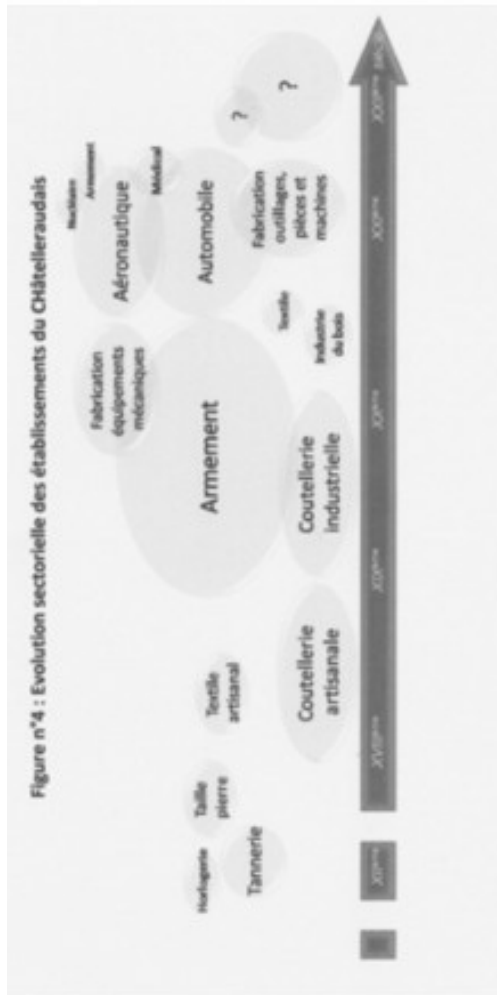 Figure n°4 : Evolution sectorielle des établissements du CHâtelleraudais
Horlogerie
Tannerie
Taille
pierre
Textile
artisanal
Coutellerie
artisanale
Armement
Coutellerie
industrielle
Fabrication
équipements
mécaniques
Textile
Industrie
du bois
Nucléaire
Armement
Aéronautique
Médical
Automobile
Fabrication
outillages,
pièces et
machines
?
?
XVIIIème
XIXème
XXème
XXIème